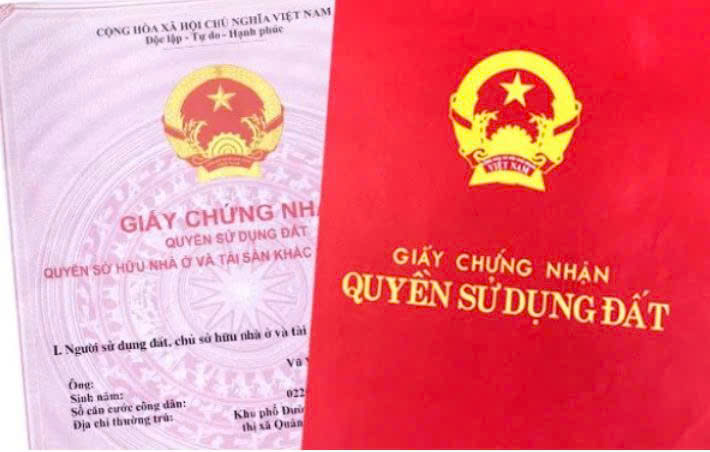 CỘNG HÒA XÃ HỘI CHỦ NGHĨA VIỆT NAM
Độc lập - Tự do - Hạnh phúc
GIẤY CHỨNG NHẬ
QUYỀN SỬ DỤNG ĐẤT
QUYỀN SỞ HỮU NHÀ Ở VÀ TÀI SẢN KHÁC
I. Người sử dụng đất, chủ sở hữu nhà ở và tài
Vũ
Ông:
Sinh năm:
Số căn cước công dân: 022
Địa chỉ thường trú: Khu phố Đườ
thị xã Quản
VIỆT NAM
GIẤY CHỨNG NHẬN
QUYỀN SỬ DỤNG ĐẤT